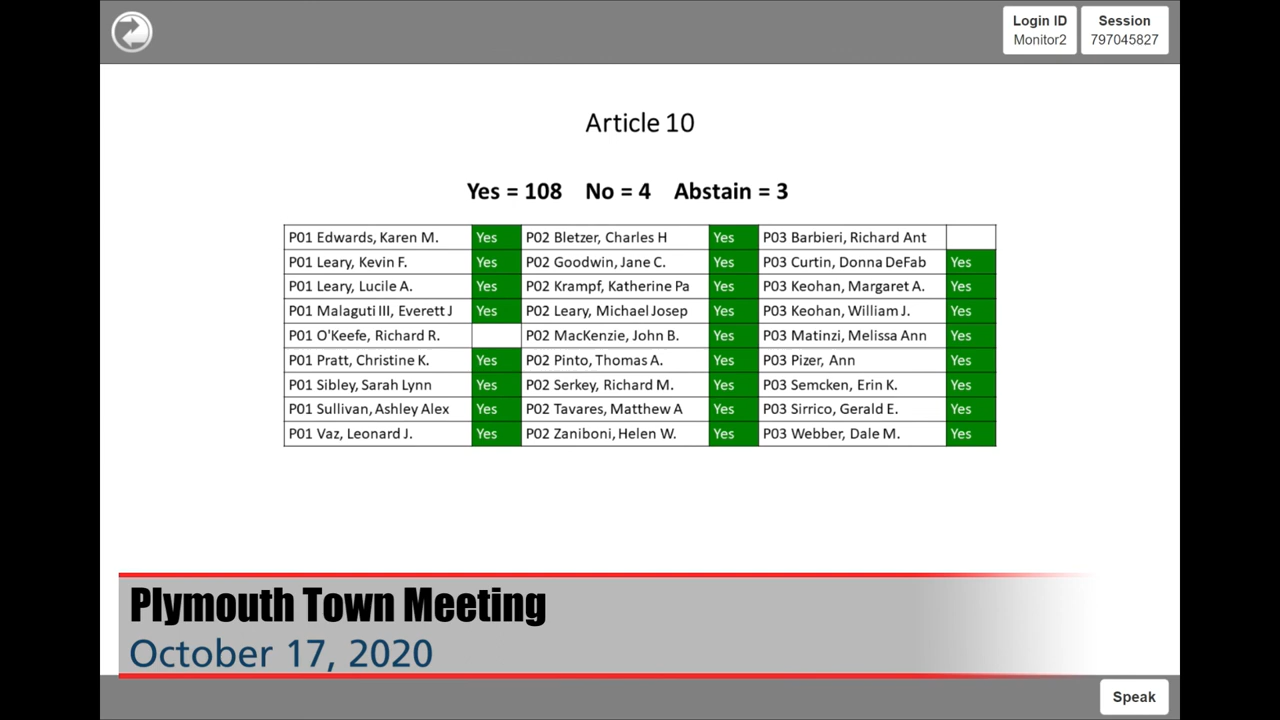 Login ID
Monitor2
Session
797045827
Article 10
Yes = 108 No = 4 Abstain = 3
P01 Edwards, Karen M. Yes P02 Bletzer, Charles H Yes P03 Barbieri, Richard Ant
P01 Leary, Kevin F. Yes P02 Goodwin, Jane C. Yes P03 Curtin, Donna DeFab Yes
P01 Leary, Lucile A. Yes P02 Krampf, Katherine Pa Yes P03 Keohan, Margaret A. Yes
P01 Malaguti III, Everett J Yes P02 Leary, Michael Josep Yes P03 Keohan, William J. Yes
P01 O'Keefe, Richard R. P02 MacKenzie, John B. Yes P03 Matinzi, Melissa Ann Yes
P01 Pratt, Christine K. Yes P02 Pinto, Thomas A. Yes P03 Pizer, Ann Yes
P01 Sibley, Sarah Lynn Yes P02 Serkey, Richard M. Yes P03 Semcken, Erin K. Yes
P01 Sullivan, Ashley Alex Yes P02 Tavares, Matthew A Yes P03 Sirrico, Gerald E. Yes
P01 Vaz, Leonard J. Yes P02 Zaniboni, Helen W. Yes P03 Webber, Dale M. Yes
Plymouth Town Meeting
October 17, 2020
Speak